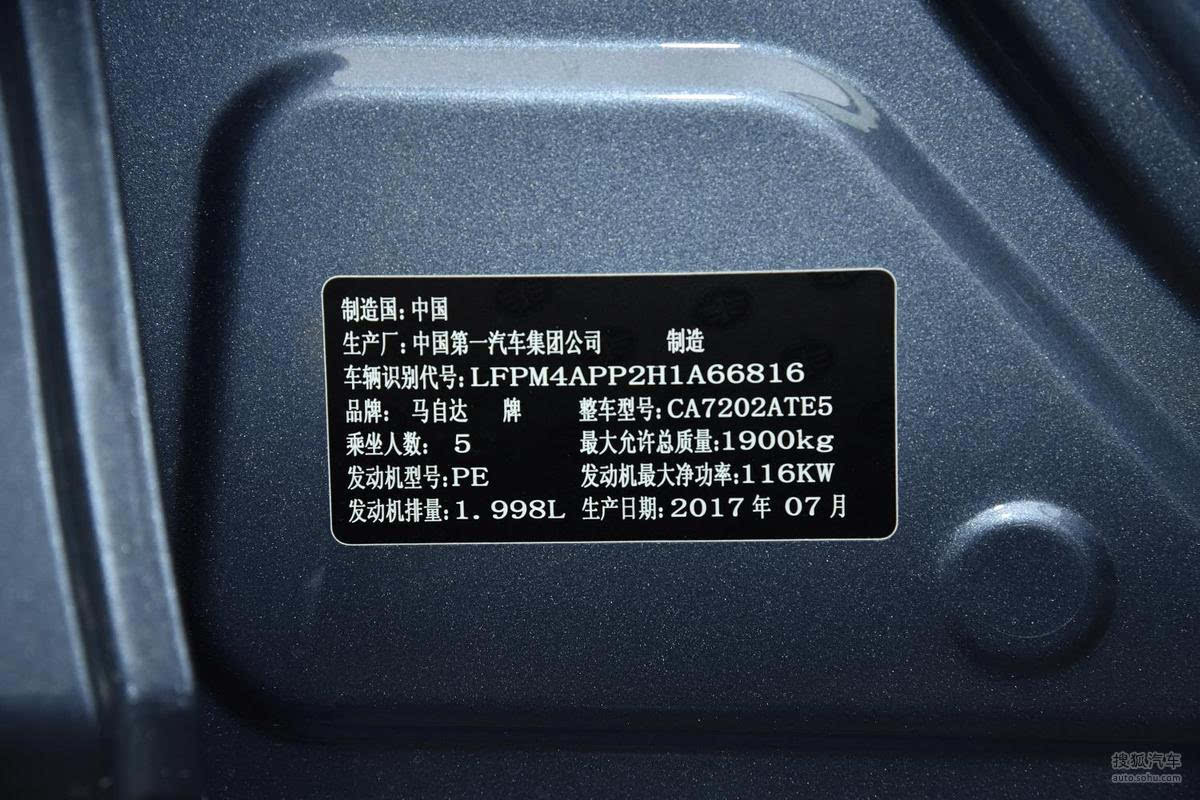 制造国:中国
生产厂:中国第一汽车集团公司 制造
车辆识别代号:LFPM4APP2H1A66816
品牌: 马自达 牌 整车型号:CA7202ATE5
乘坐人数: 5 最大允许总质量:1900kg
发动机型号:PE 发动机最大净功率:116KW
发动机排量:1.998L 生产日期:2017年 07月
搜狐汽车
auto.sohu.com